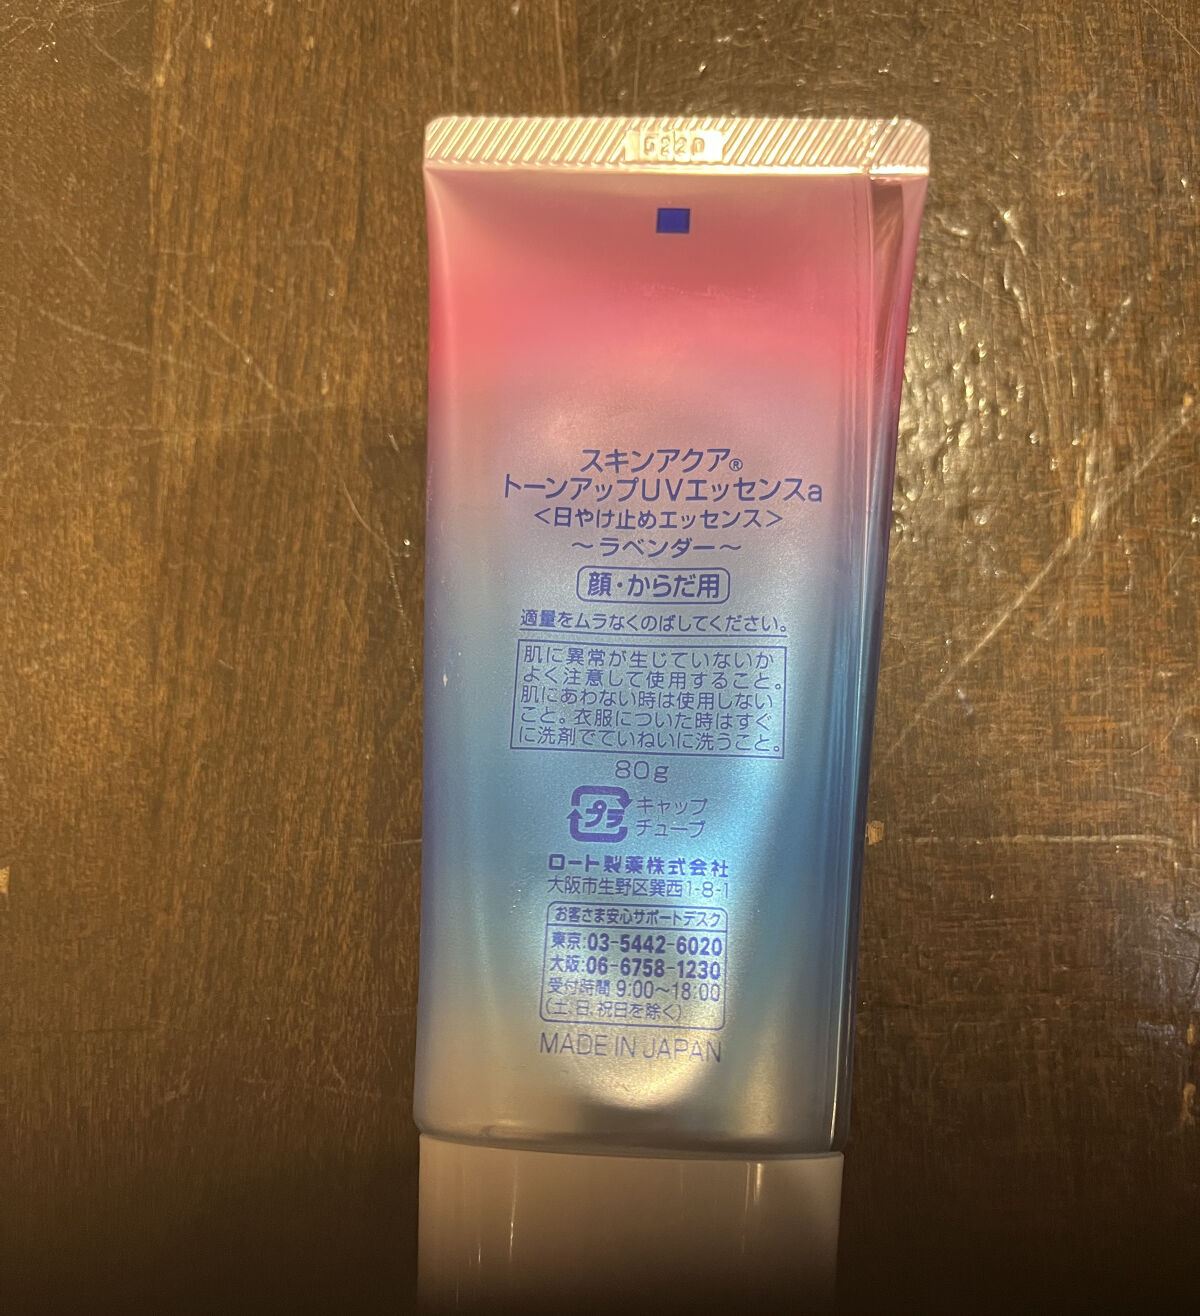 スキンアクア®
トーンアップUVエッセンスa
＜日やけ止めエッセンス＞
～ラベンダー～
顔・からだ用
適量をムラなくのばしてください。
肌に異常が生じていないか
よく注意して使用すること。
肌にあわない時は使用しない
こと。衣服についた時はすぐ
に洗剤でていねいに洗うこと。
80g
プラ
キャップ
チューブ
ロート製薬株式会社
大阪市生野区巽西1-8-1
お客さま安心サポートデスク
東京:03-5442-6020
大阪:06-6758-1230
受付時間 9:00～18:00
(土、日、祝日を除く)
MADE IN JAPAN